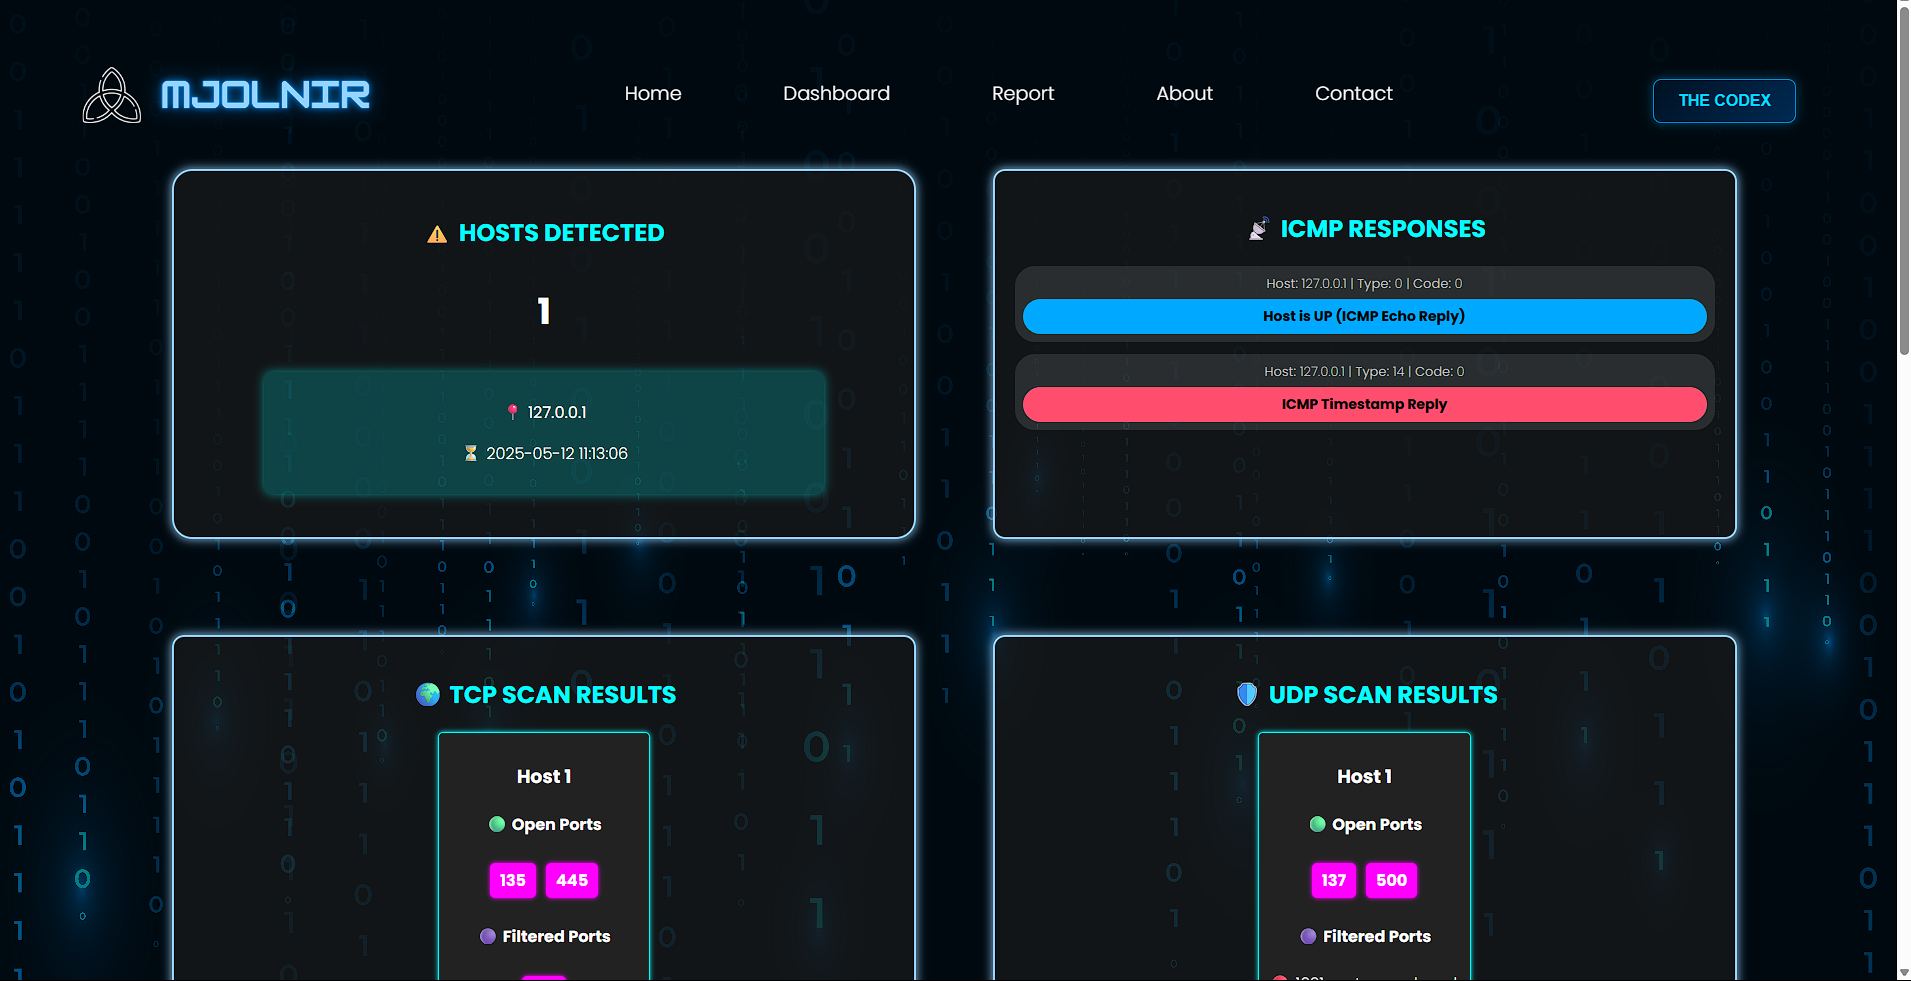 MJOLNIR
Home
Dashboard
Report
About
Contact
THE CODEX
HOSTS DETECTED
1
127.0.0.1
2025-05-12 11:13:06
ICMP RESPONSES
Host: 127.0.0.1 | Type: 0 | Code: 0
Host is UP (ICMP Echo Reply)
Host: 127.0.0.1 | Type: 14 | Code: 0
ICMP Timestamp Reply
TCP SCAN RESULTS
Host 1
Open Ports
135 445
Filtered Ports
UDP SCAN RESULTS
Host 1
Open Ports
137 500
Filtered Ports